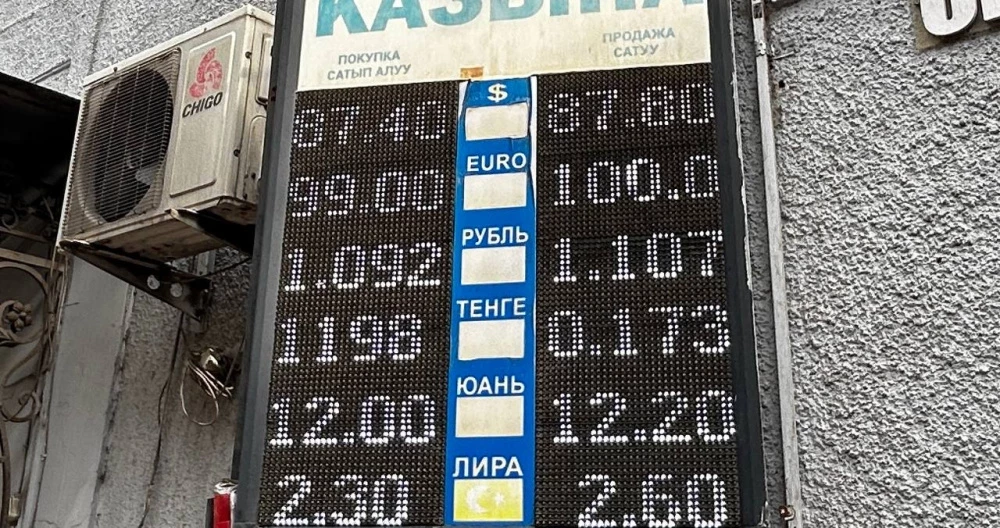 КАЗЫНА
ПОКУПКА
САТЫП АЛУУ
ПРОДАЖА
САТУУ
CHIGO
87.40 $ 87.80
EURO
99.00 100.0
РУБЛЬ
1.092 1.107
ТЕНГЕ
1198 0.173
ЮАНЬ
12.00 12.20
ЛИРА
2.30 2.60